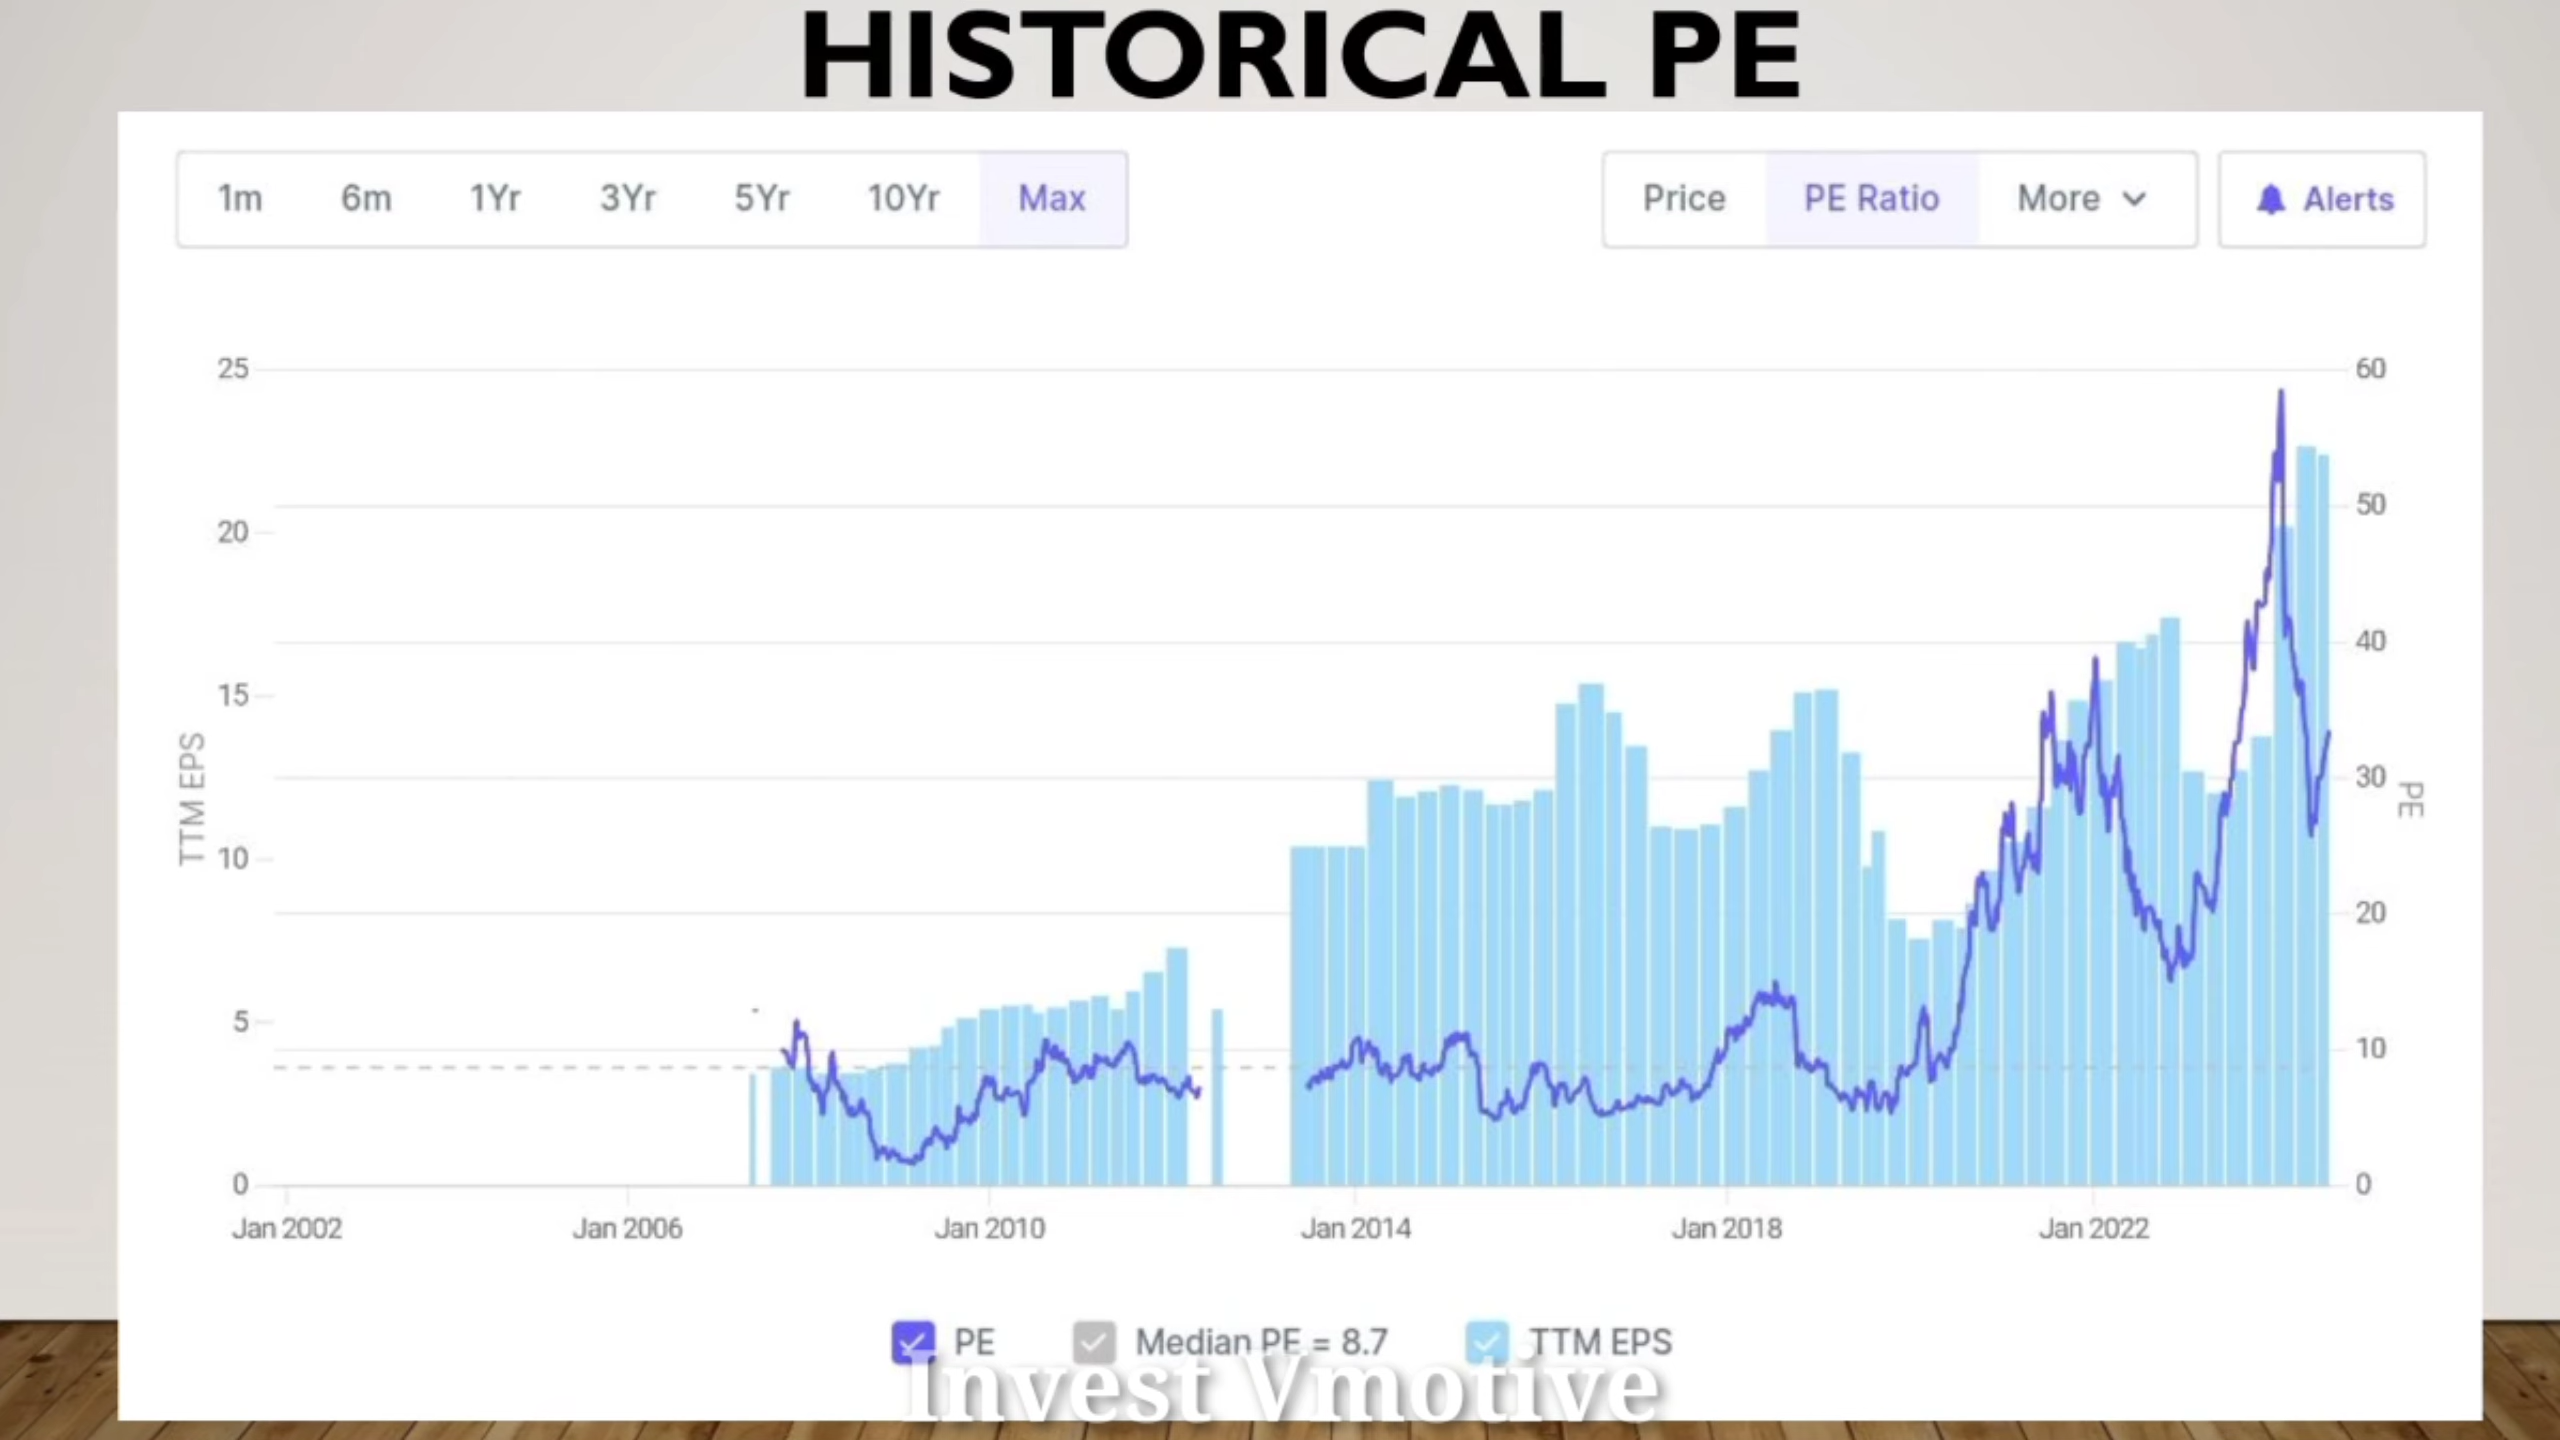 HISTORICAL PE
1m 6m 1Yr 3Yr 5Yr 10Yr Max
Price PE Ratio More Alerts
25
20
15
10
5
0
TTM EPS
60
50
40
30
20
10
0
PE
Jan 2002 Jan 2006 Jan 2010 Jan 2014 Jan 2018 Jan 2022
PE Median PE = 8.7 TTM EPS
Invest Vmotive